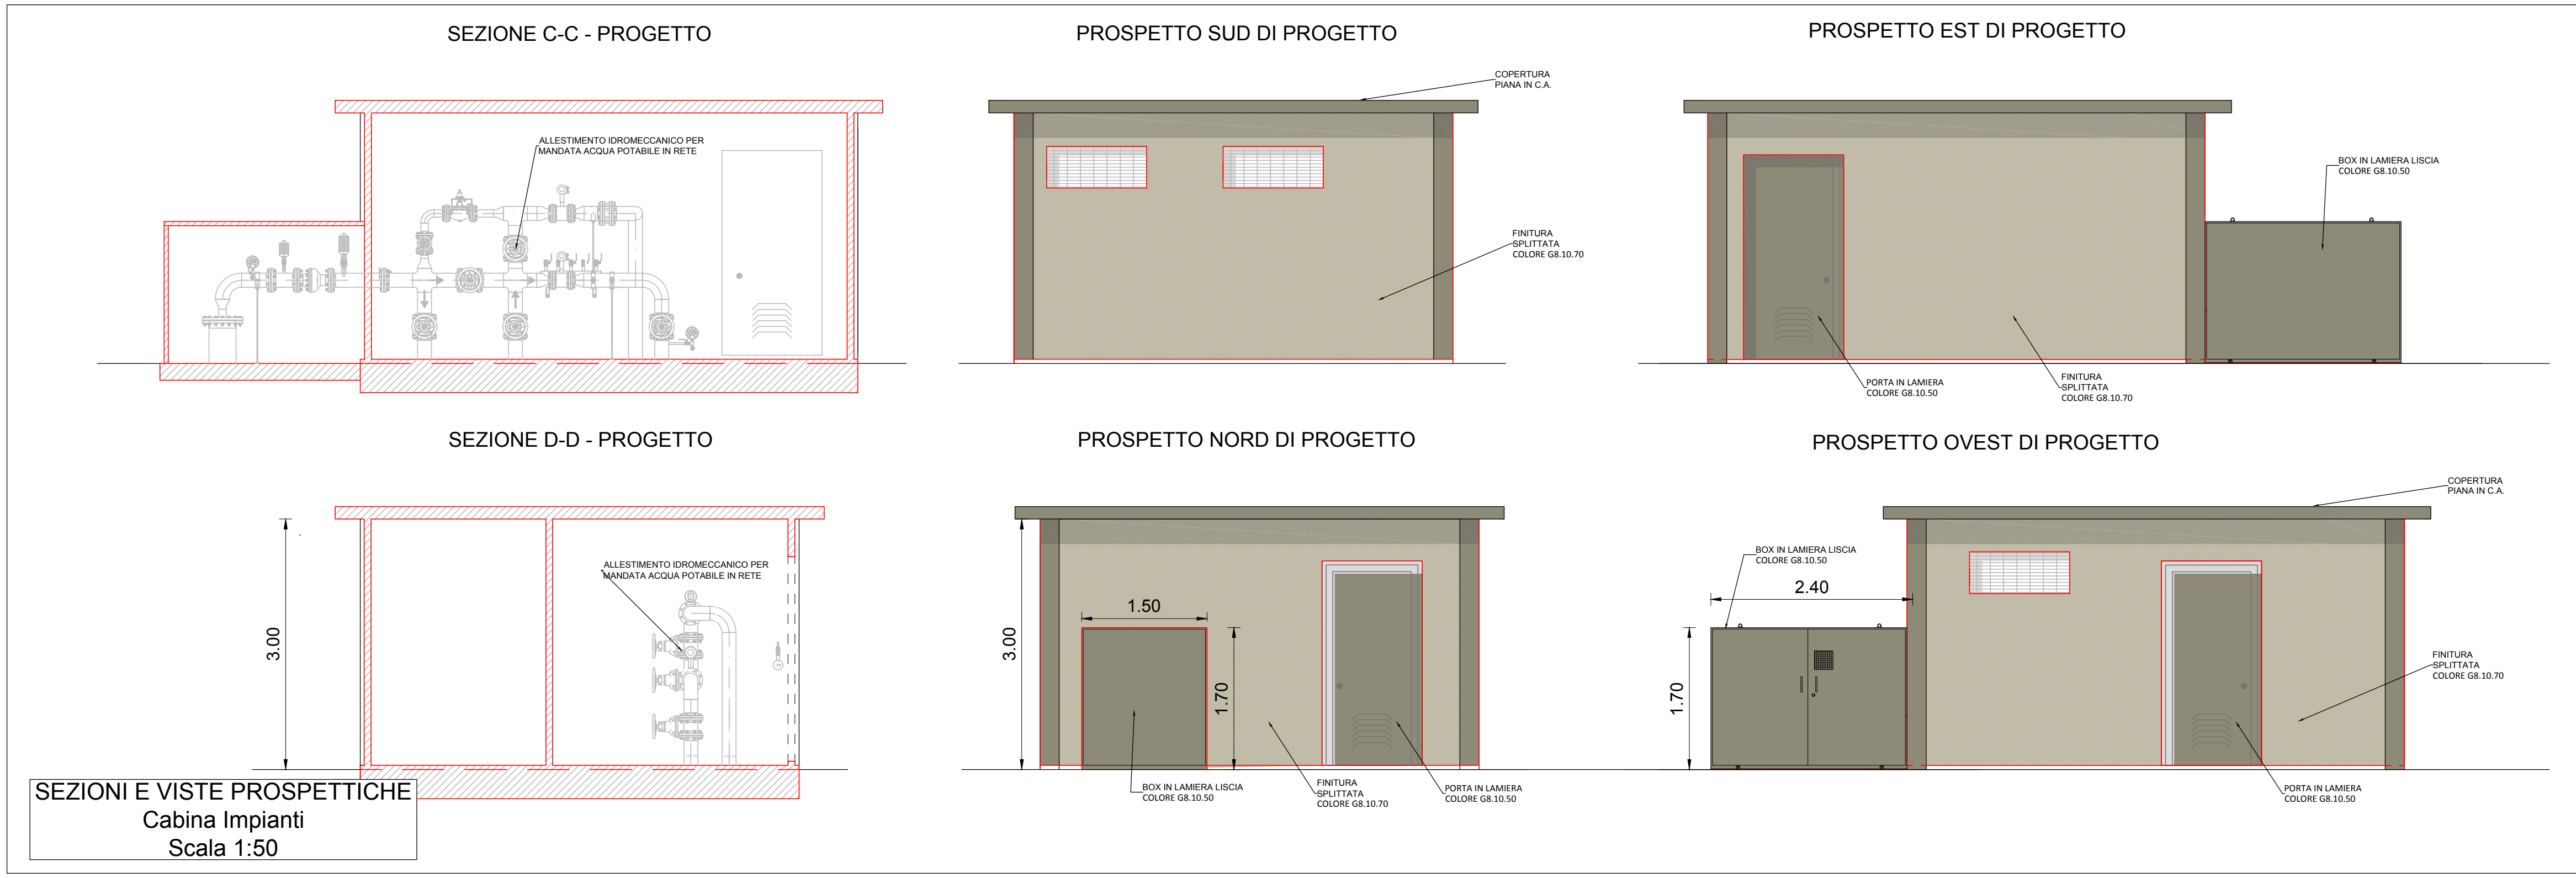 SEZIONE C-C - PROGETTO
ALLESTIMENTO IDROMECCANICO PER
MANDATA ACQUA POTABILE IN RETE
PROSPETTO SUD DI PROGETTO
COPERTURA
PIANA IN C.A.
FINITURA
SPLITTATA
COLORE G8.10.70
PROSPETTO EST DI PROGETTO
BOX IN LAMIERA LISCIA
COLORE G8.10.50
PORTA IN LAMIERA
COLORE G8.10.50
FINITURA
SPLITTATA
COLORE G8.10.70
SEZIONE D-D - PROGETTO
3.00
ALLESTIMENTO IDROMECCANICO PER
MANDATA ACQUA POTABILE IN RETE
PROSPETTO NORD DI PROGETTO
3.00
1.50
1.70
BOX IN LAMIERA LISCIA
COLORE G8.10.50
FINITURA
SPLITTATA
COLORE G8.10.70
PORTA IN LAMIERA
COLORE G8.10.50
PROSPETTO OVEST DI PROGETTO
COPERTURA
PIANA IN C.A.
BOX IN LAMIERA LISCIA
COLORE G8.10.50
2.40
1.70
FINITURA
SPLITTATA
COLORE G8.10.70
PORTA IN LAMIERA
COLORE G8.10.50
SEZIONI E VISTE PROSPETTICHE
Cabina Impianti
Scala 1:50